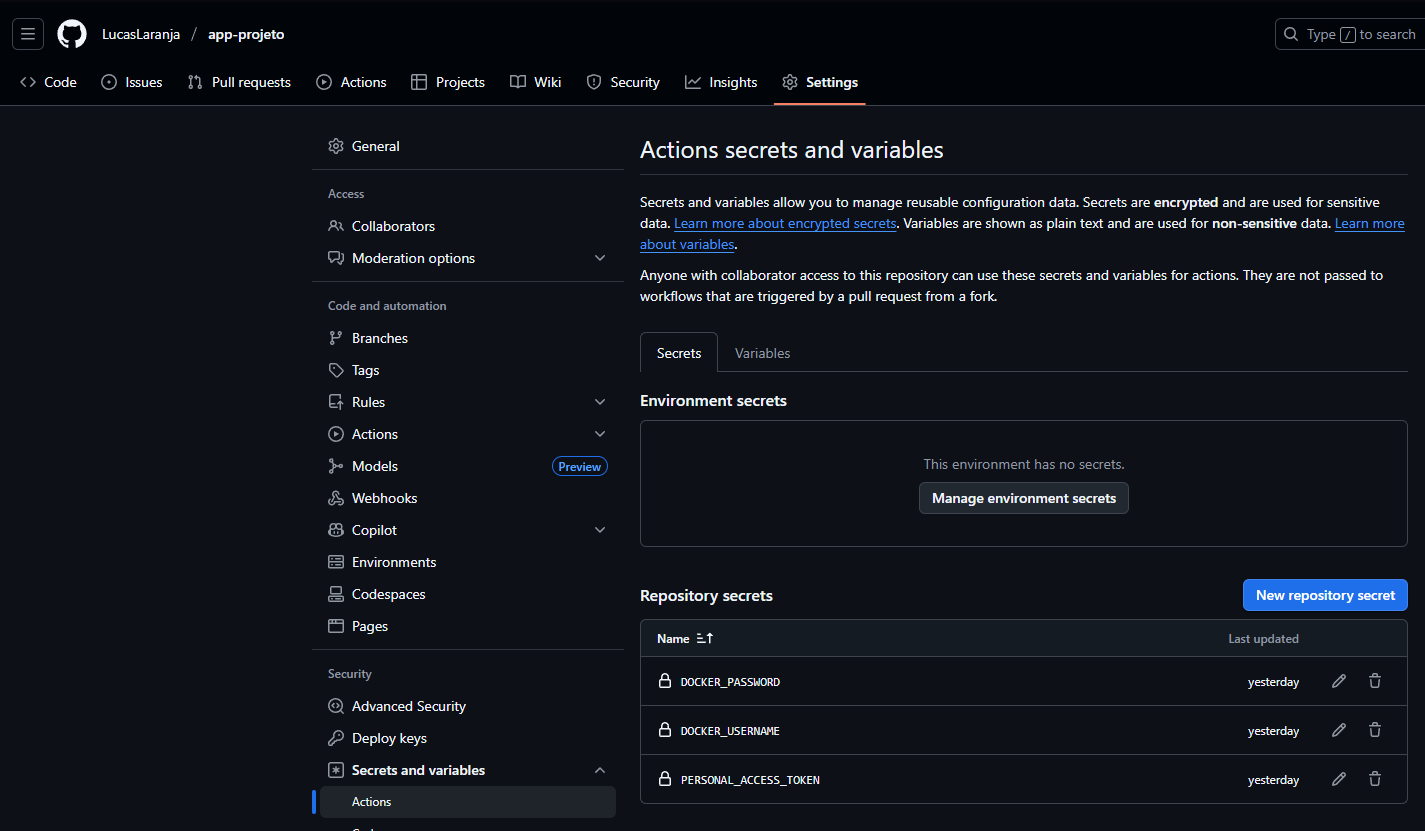 LucasLaranja / app-projeto
Type / to search
Code
Issues
Pull requests
Actions
Projects
Wiki
Security
Insights
Settings
General
Access
Collaborators
Moderation options
Code and automation
Branches
Tags
Rules
Actions
Models
Preview
Webhooks
Copilot
Environments
Codespaces
Pages
Security
Advanced Security
Deploy keys
Secrets and variables
Actions
Actions secrets and variables
Secrets and variables allow you to manage reusable configuration data. Secrets are encrypted and are used for sensitive
data. Learn more about encrypted secrets. Variables are shown as plain text and are used for non-sensitive data. Learn more
about variables.
Anyone with collaborator access to this repository can use these secrets and variables for actions. They are not passed to
workflows that are triggered by a pull request from a fork.
Secrets
Variables
Environment secrets
This environment has no secrets.
Manage environment secrets
Repository secrets
New repository secret
Name
Last updated
DOCKER_PASSWORD
yesterday
DOCKER_USERNAME
yesterday
PERSONAL_ACCESS_TOKEN
yesterday